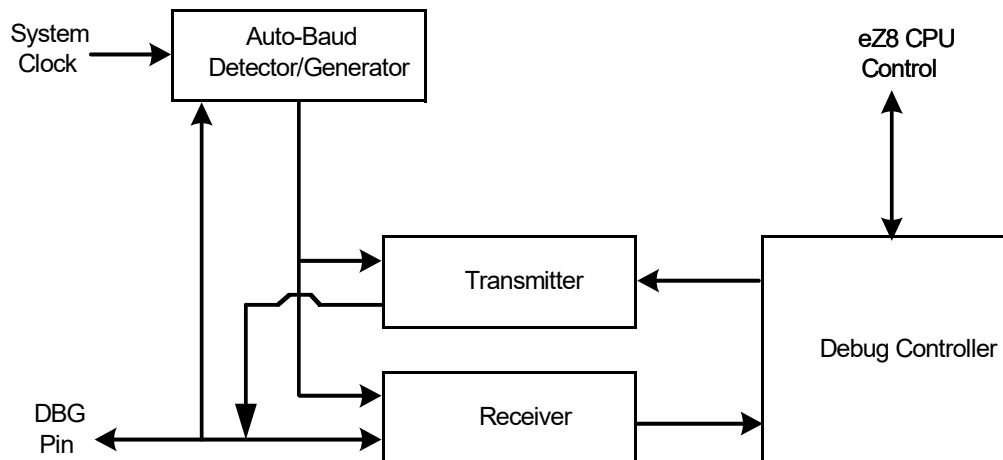 System
Clock
Auto-Baud
Detector/Generator
eZ8 CPU
Control
Transmitter
Debug Controller
Receiver
DBG
Pin